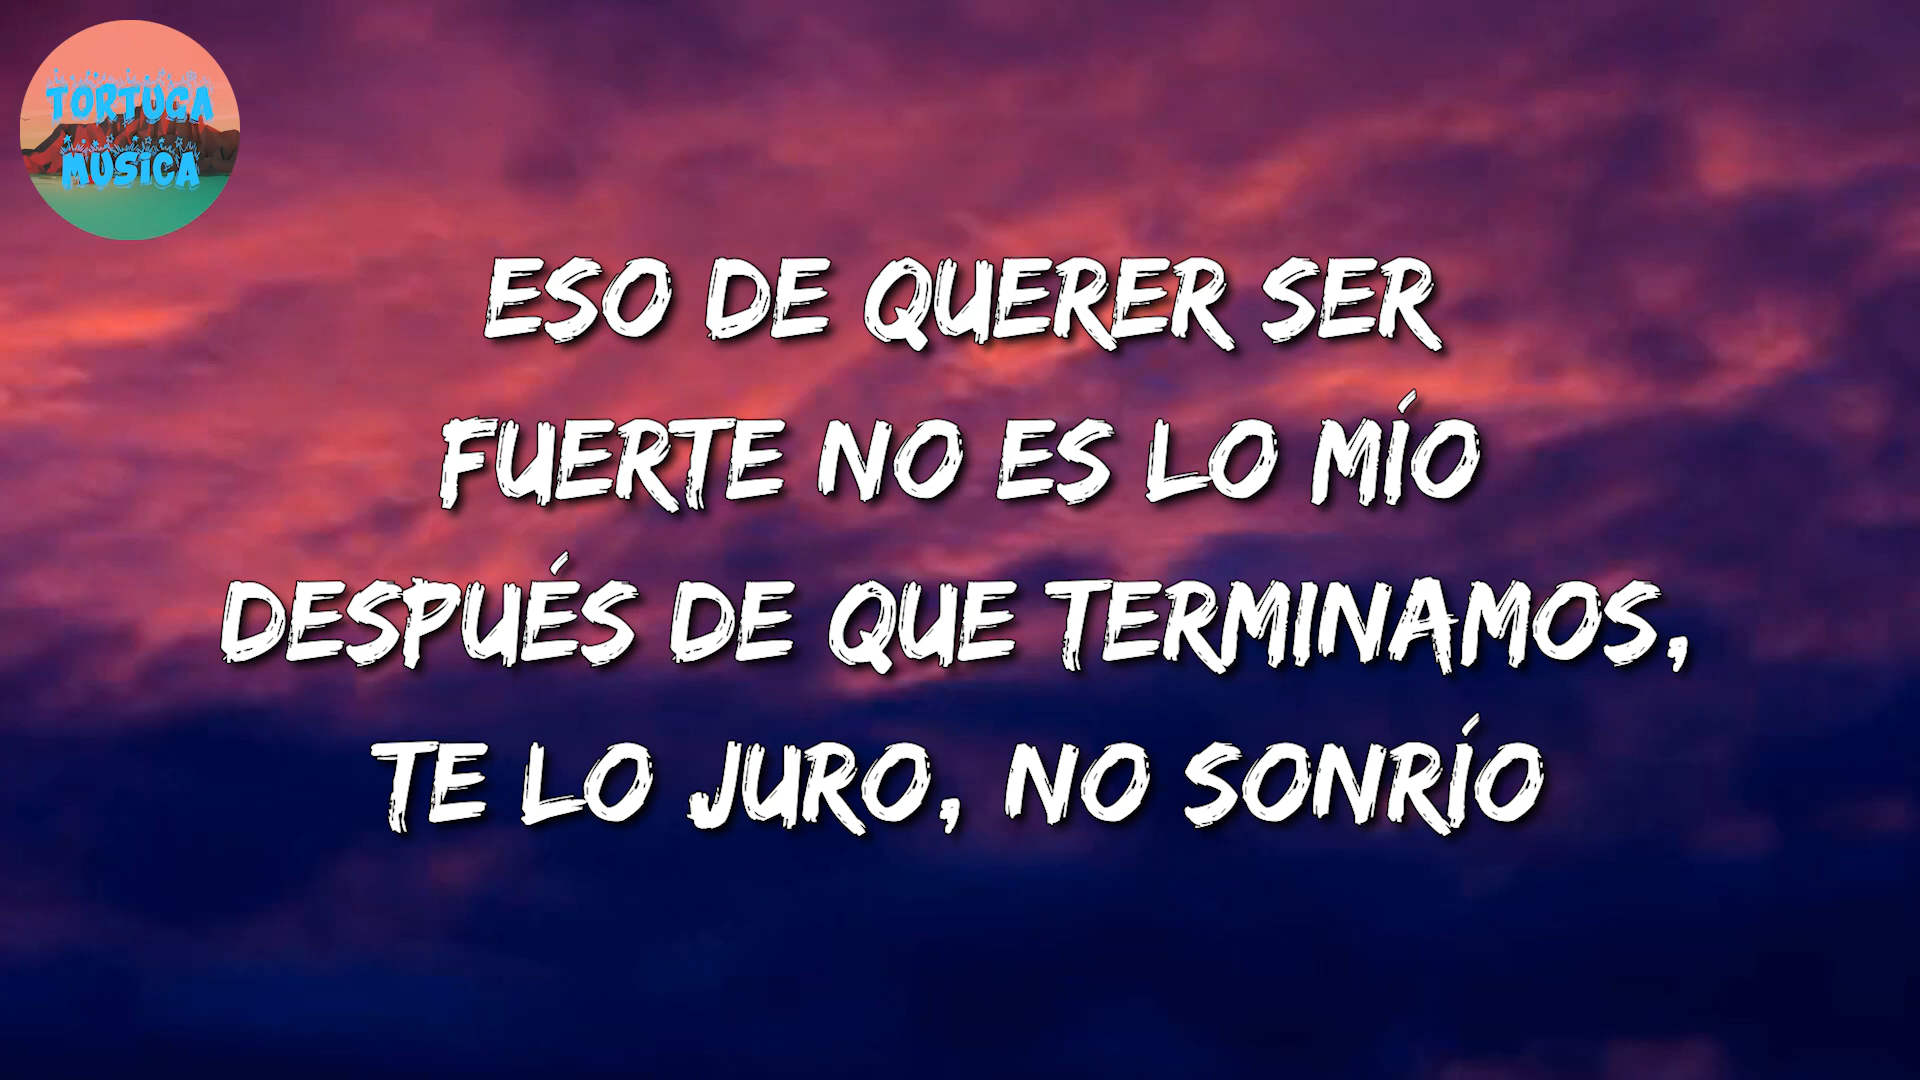 TORTUGA
MUSICA
ESO DE QUERER SER
FUERTE NO ES LO MÍO
DESPUÉS DE QUE TERMINAMOS,
TE LO JURO, NO SONRÍO